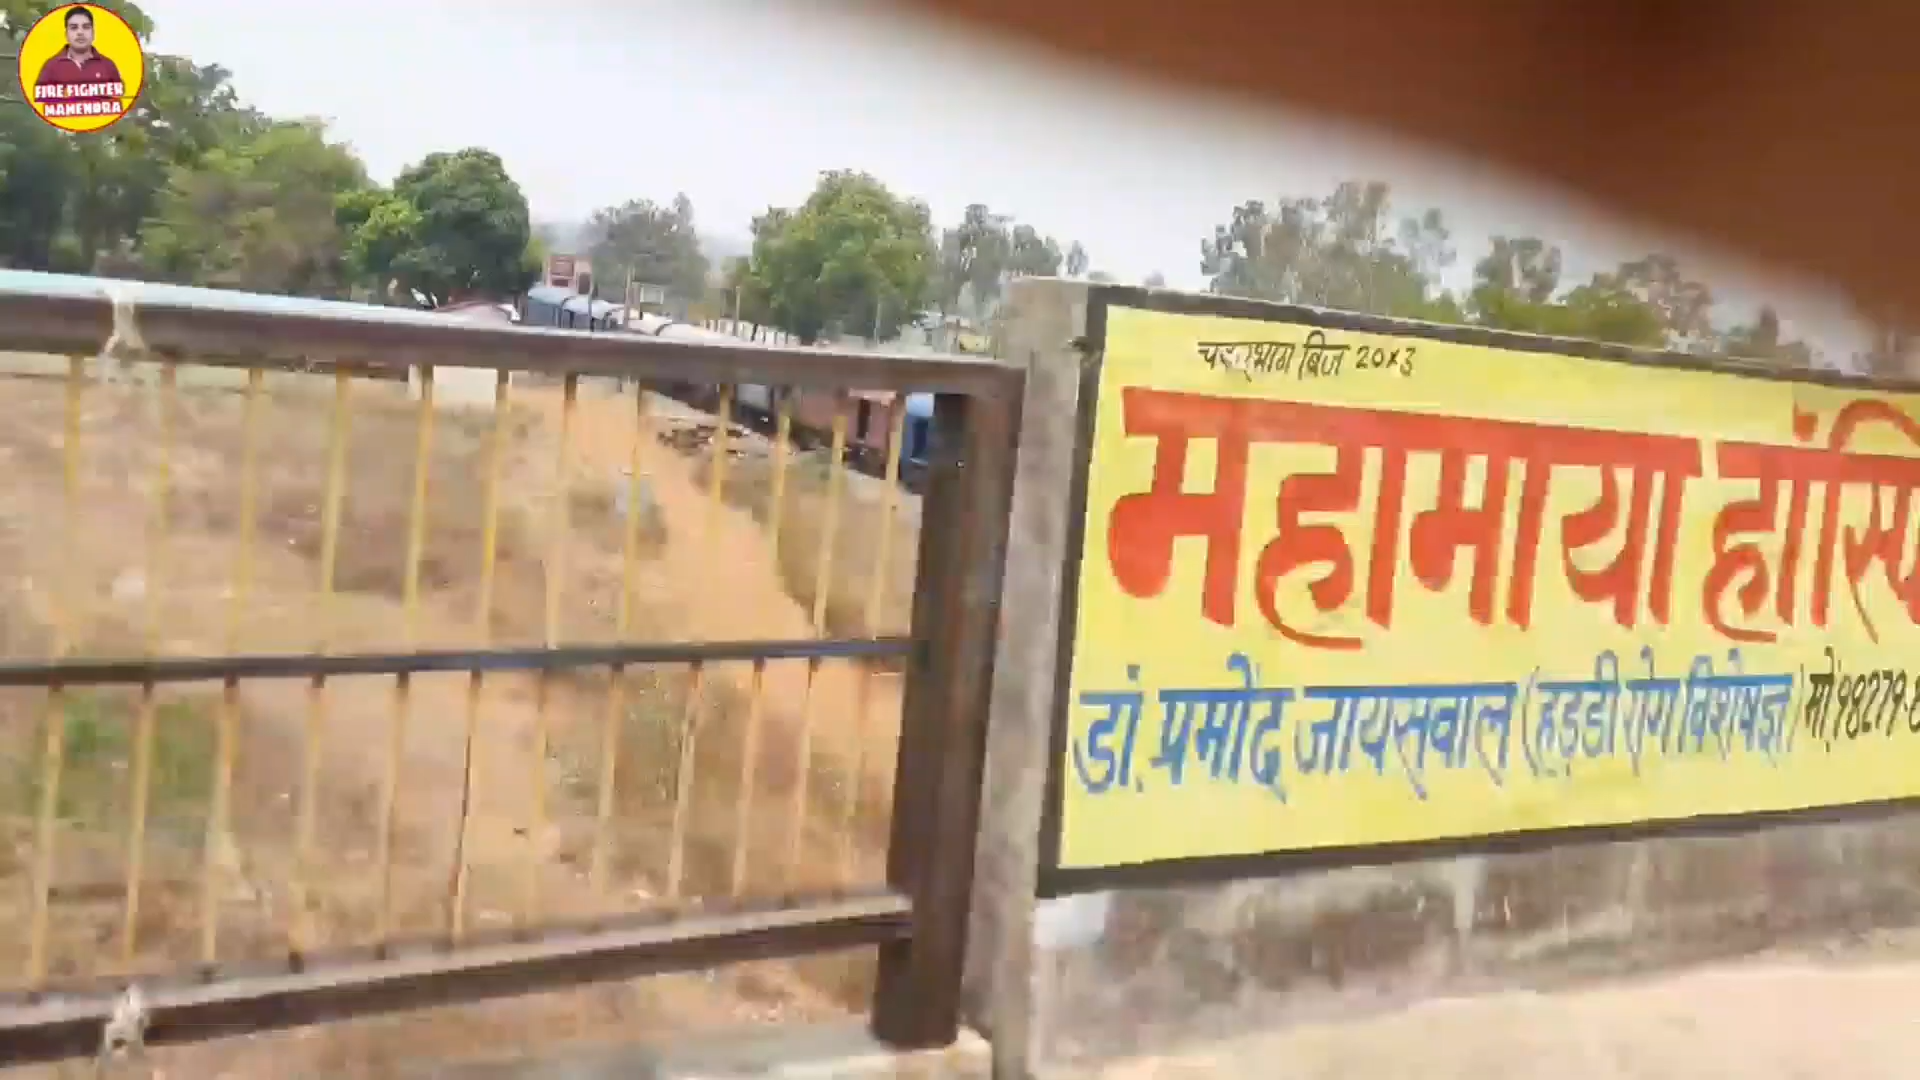 FIRE FIGHTER
MAHENDRA
ब्रिज 20×3
महामाया
डां. प्रमोद जायसवाल (हड्डी रोग विशेषज्ञ) मो.